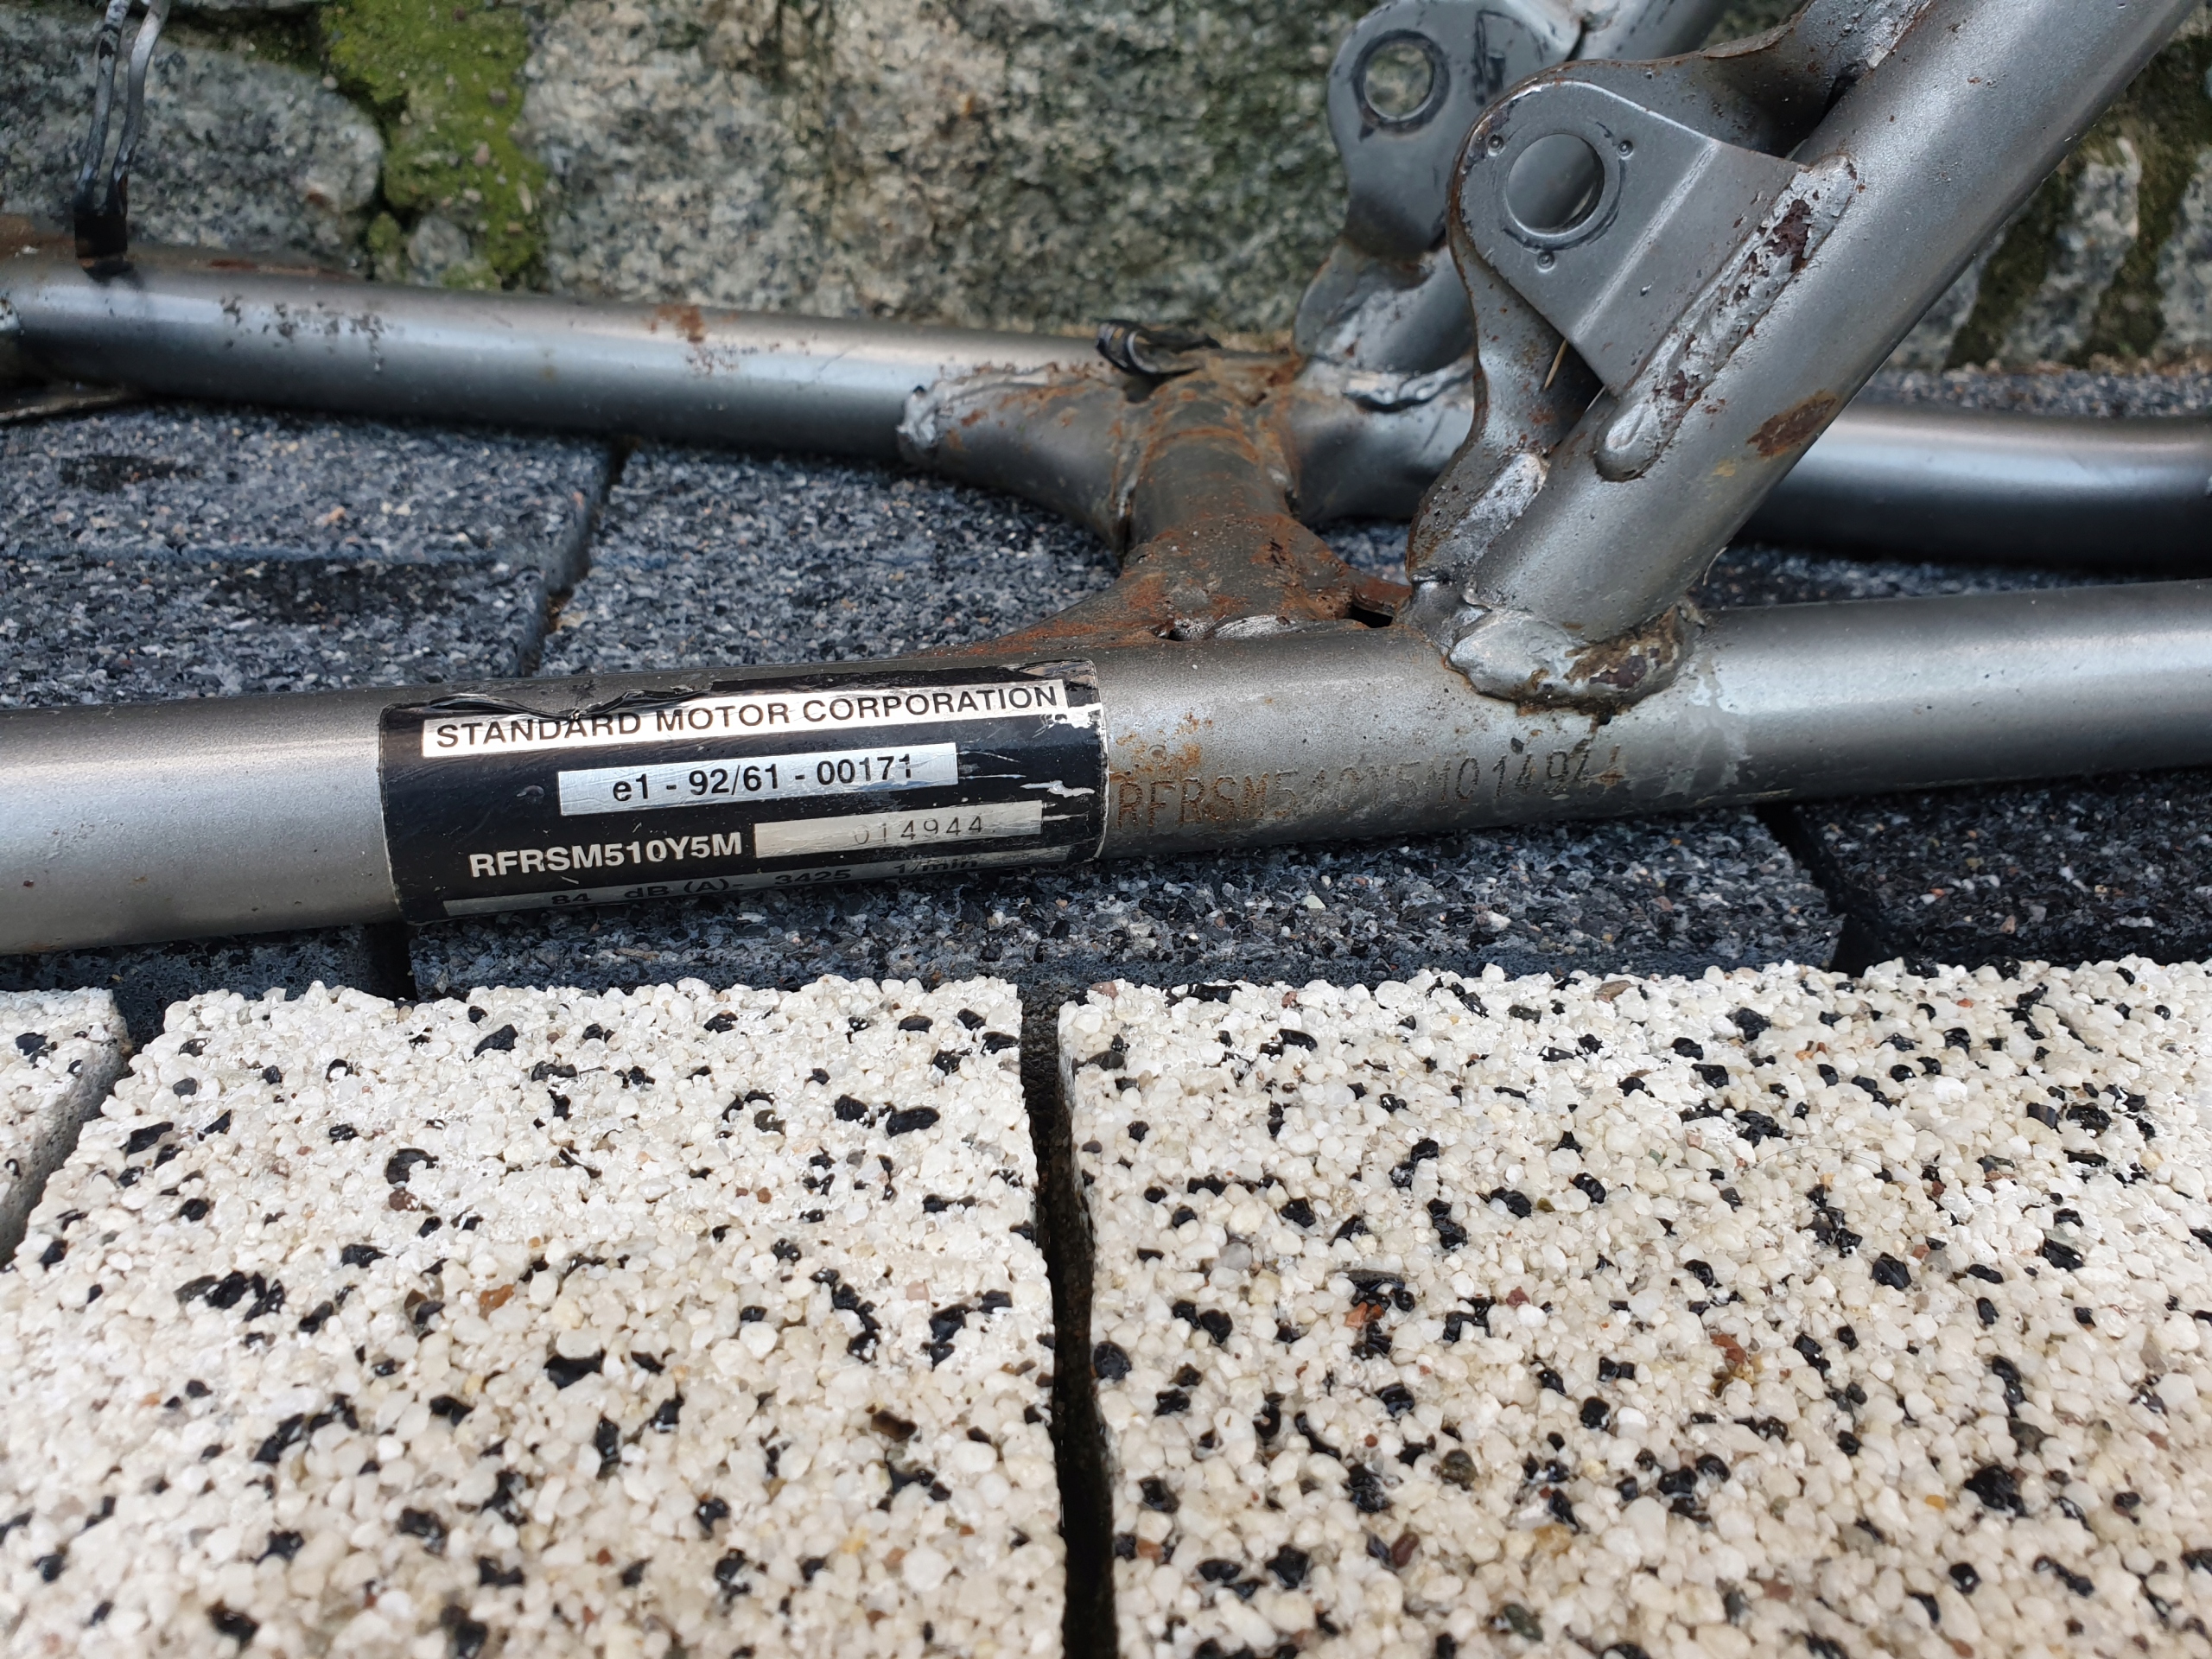 STANDARD MOTOR CORPORATION
e1 - 92/61 - 00171
RFRSM510Y5M 014944
84 dB (A)- 3425 1/min
RFRSM510Y5M014944